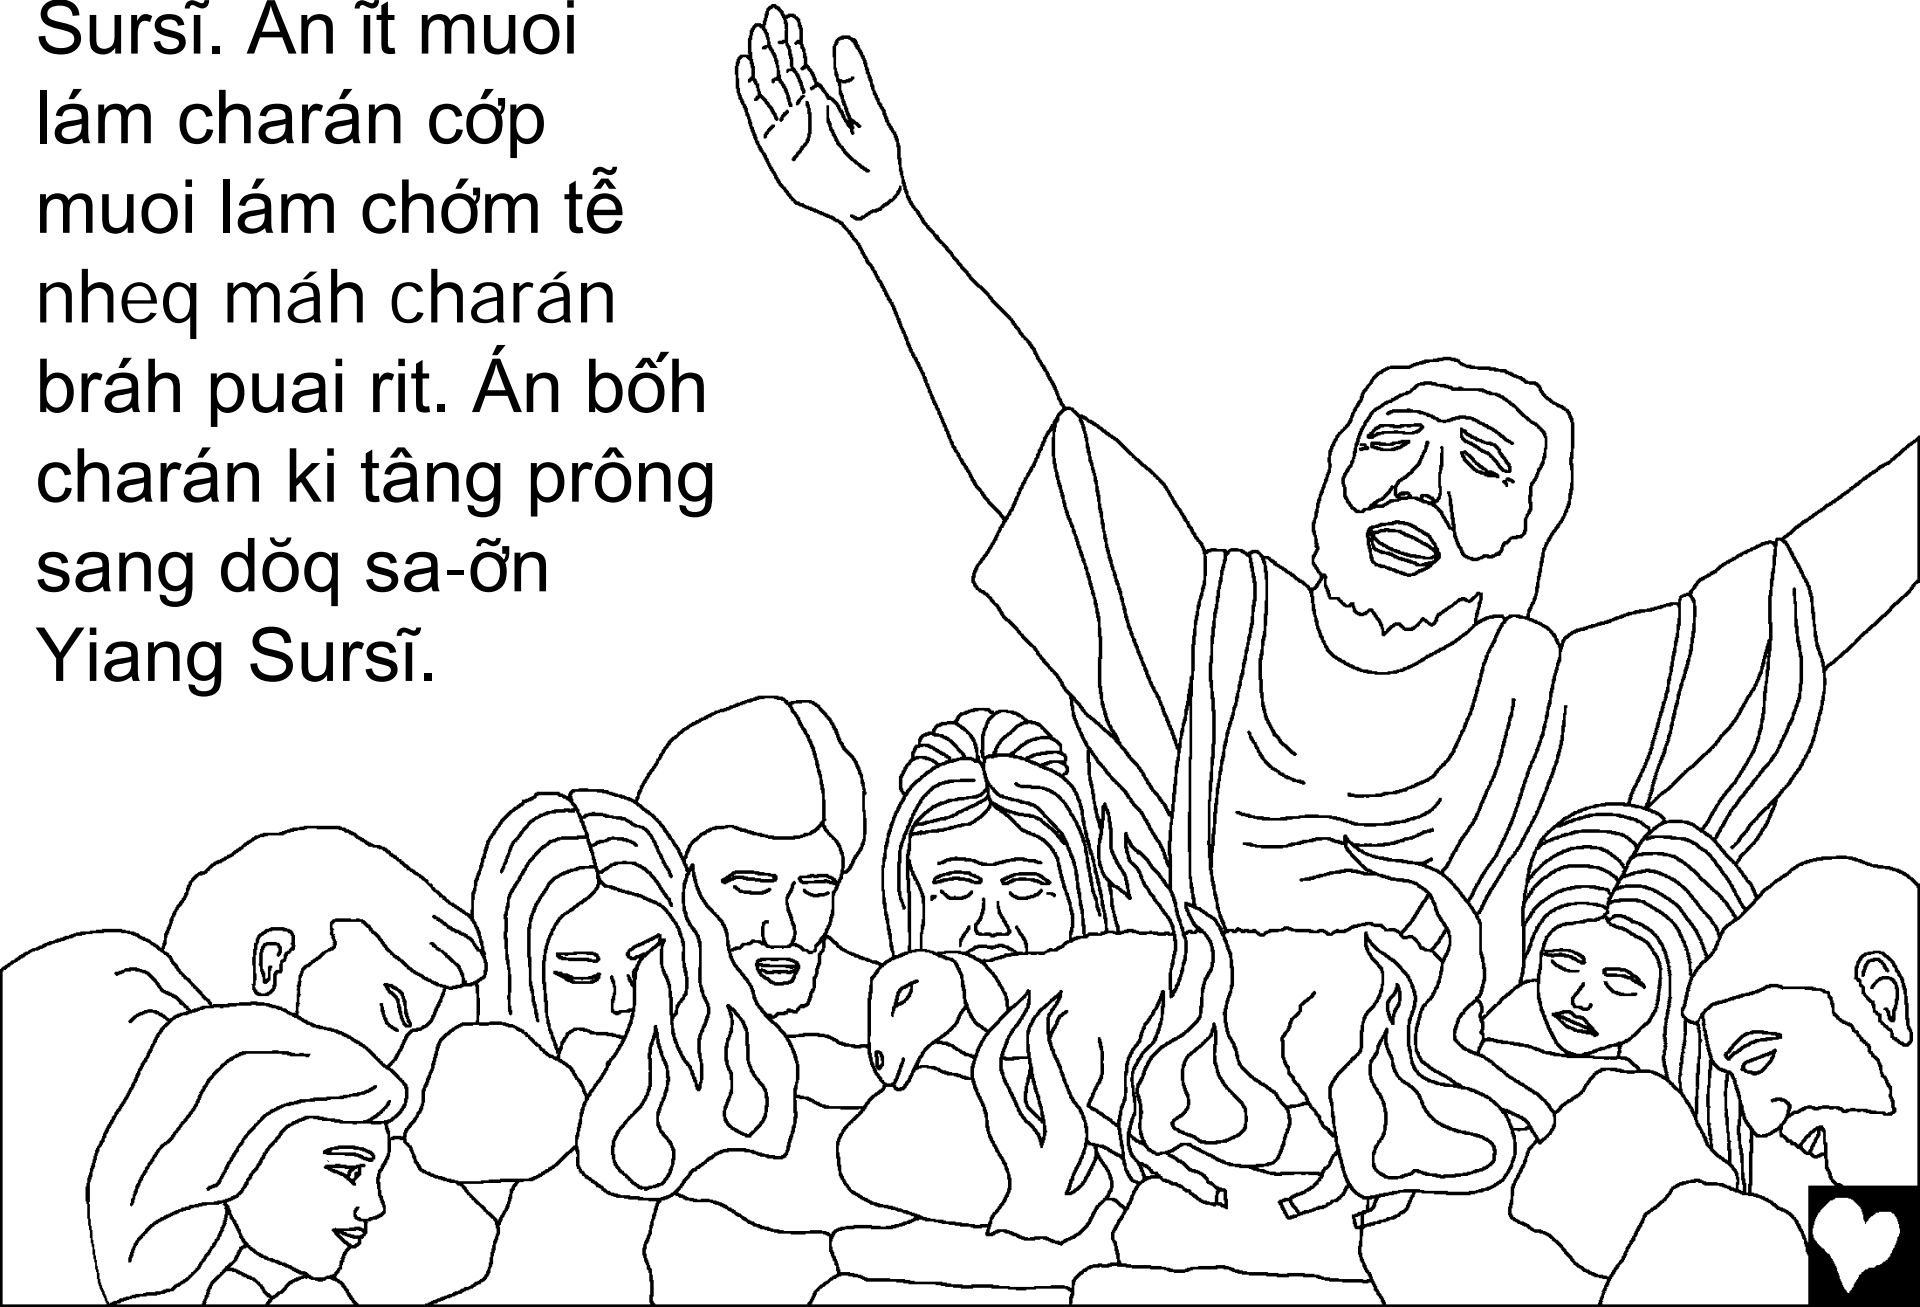 Sursĩ. Án ĩt muoi
lám charán cớp
muoi lám chớm tễ
nheq máh charán
bráh puai rit. Án bốh
charán ki tâng prông
sang dŏq sa-ỡn
Yiang Sursĩ.